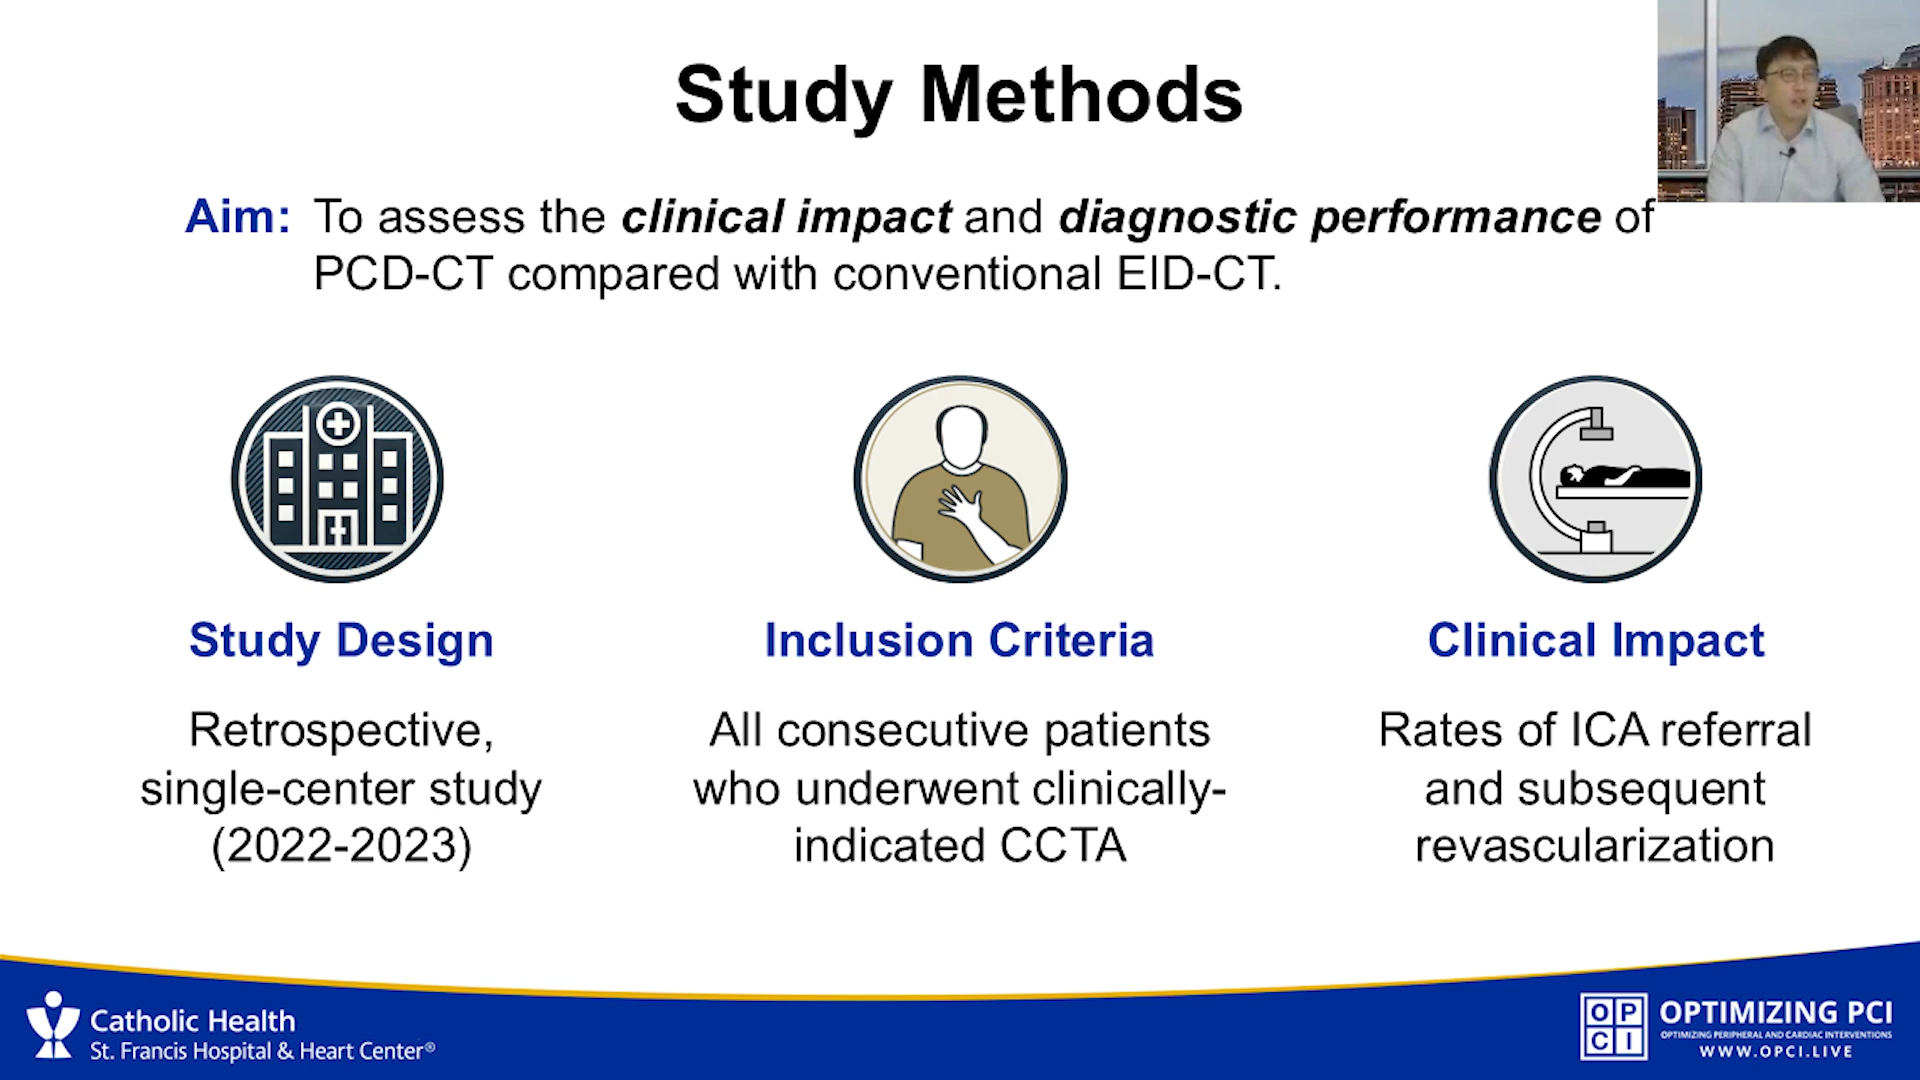 Study Methods
Aim: To assess the clinical impact and diagnostic performance of
PCD-CT compared with conventional EID-CT.
Study Design
Retrospective,
single-center study
(2022-2023)
Inclusion Criteria
All consecutive patients
who underwent clinically-
indicated CCTA
Clinical Impact
Rates of ICA referral
and subsequent
revascularization
Catholic Health
St. Francis Hospital & Heart Center®
OP
CI
OPTIMIZING PCI
OPTIMIZING PERIPHERAL AND CARDIAC INTERVENTIONS
WWW.OPCI.LIVE